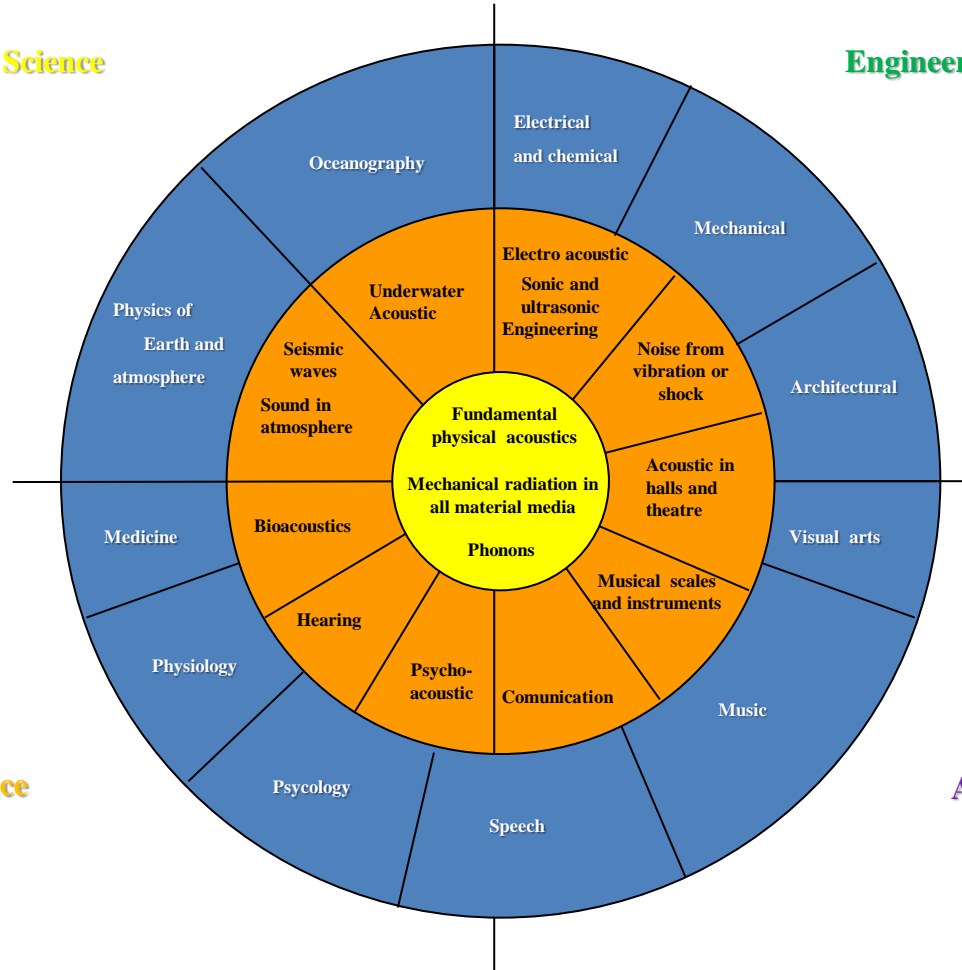 Science
Engineer
Electrical
and chemical
Oceanography
Mechanical
Electro acoustic
Sonic and
ultrasonic
Engineering
Underwater
Acoustic
Physics of
Earth and
atmosphere
Seismic
waves
Sound in
atmosphere
Noise from
vibration or
shock
Architectural
Fundamental
physical acoustics
Mechanical radiation in
all material media
Phonons
Acoustic in
halls and
theatre
Medicine
Bioacoustics
Visual arts
Musical scales
and instruments
Hearing
Physiology
Psycho-
acoustic
Comunication
Music
ce
Psycology
A
Speech